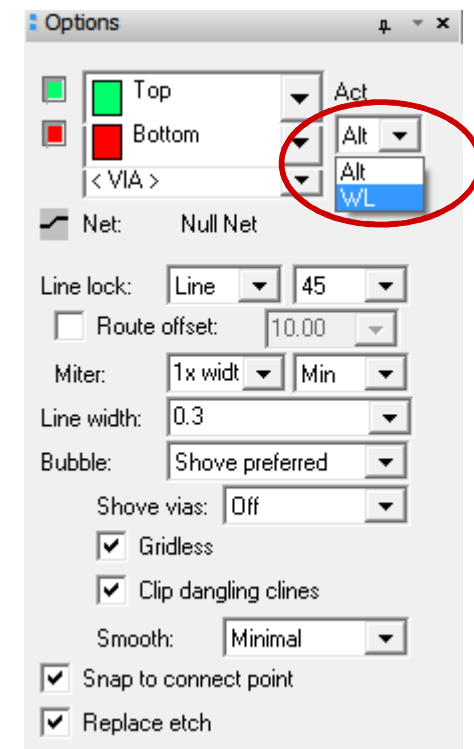 Options
Top
Act
Bottom
Alt
< VIA >
Alt
WL
Net: Null Net
Line lock: Line 45
Route offset: 10.00
Miter: 1x widt Min
Line width: 0.3
Bubble: Shove preferred
Shove vias: Off
Gridless
Clip dangling clines
Smooth: Minimal
Snap to connect point
Replace etch